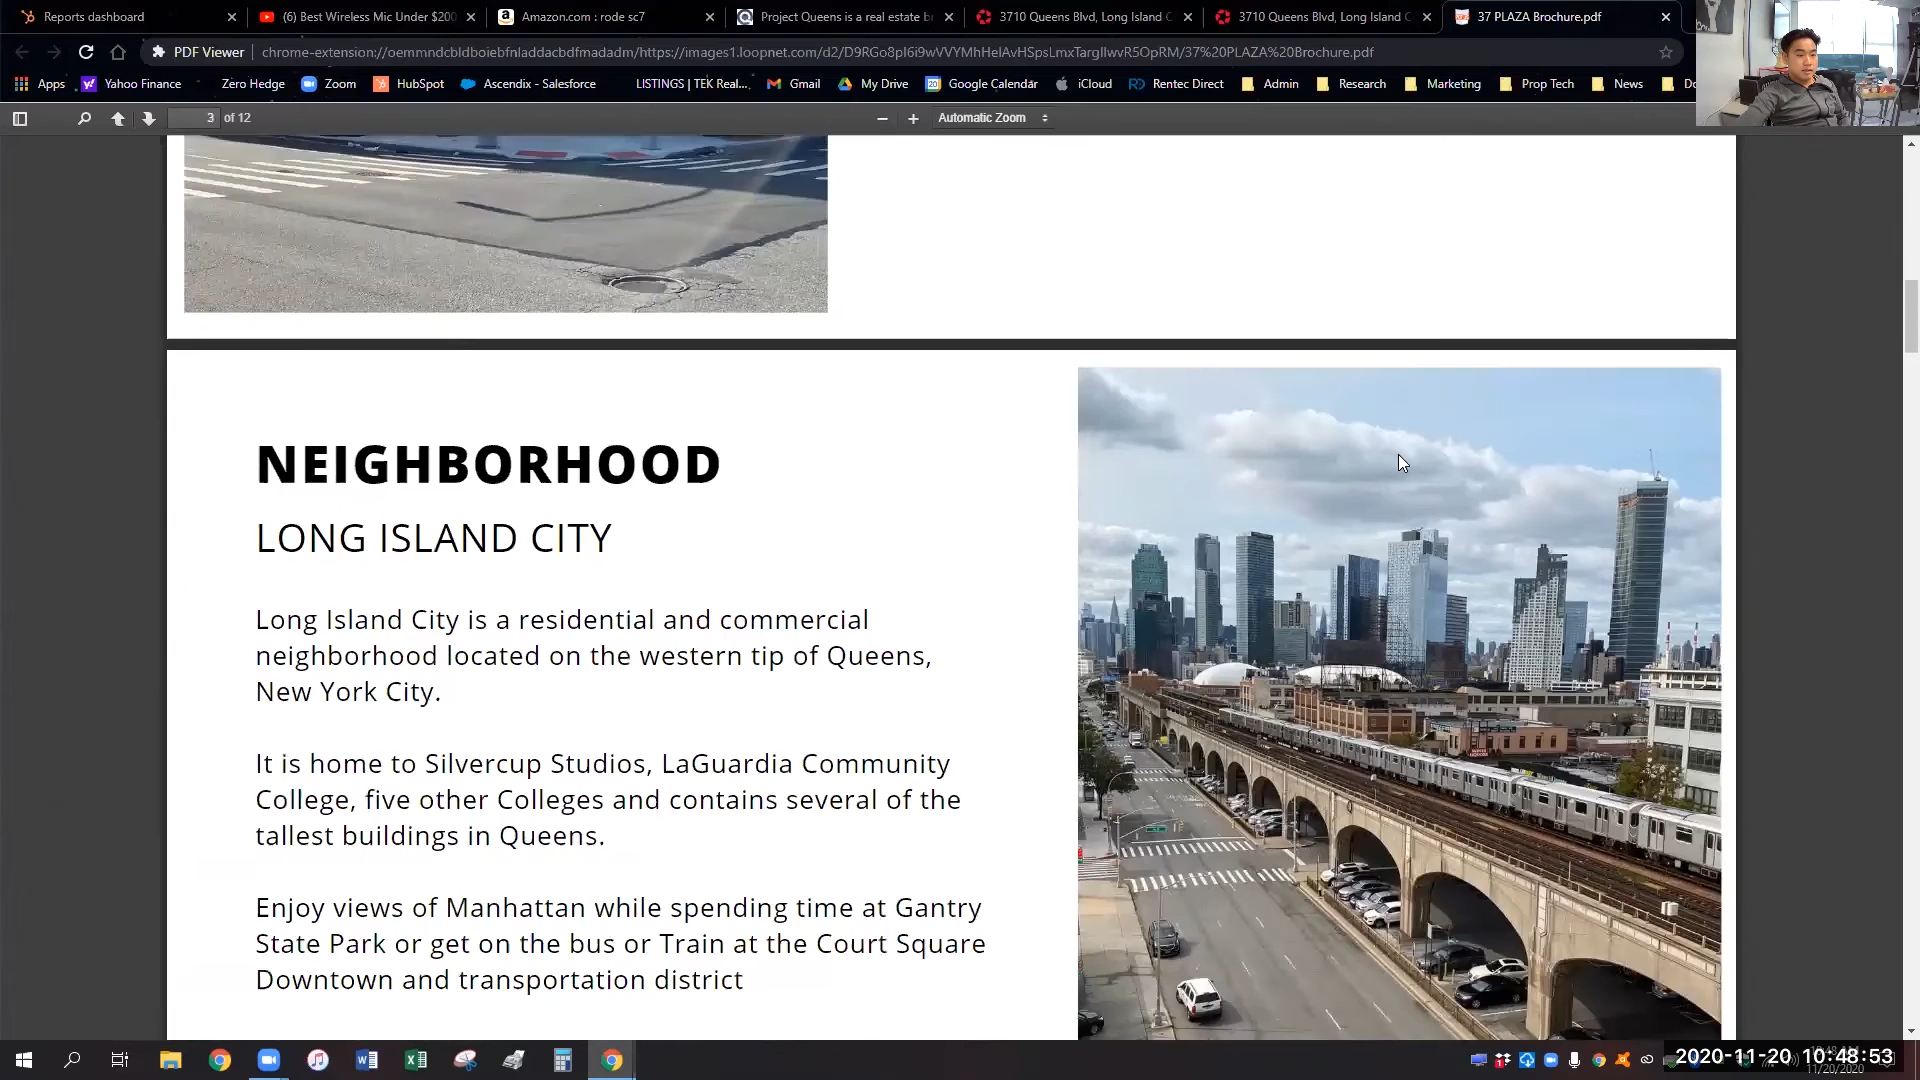 Reports dashboard
(6) Best Wireless Mic Under $200
Amazon.com : rode sc7
Project Queens is a real estate br
3710 Queens Blvd, Long Island C
3710 Queens Blvd, Long Island C
37 PLAZA Brochure.pdf
PDF Viewer
chrome-extension://oemmndcbldboiebfnladdacbdfmadadm/https://images1.loopnet.com/d2/D9RGo8pI6i9wVVYMhHelAvHSpsLmxTargIlwvR5OpRM/37%20PLAZA%20Brochure.pdf
Apps
Yahoo Finance
Zero Hedge
Zoom
HubSpot
Ascendix - Salesforce
LISTINGS | TEK Real...
Gmail
My Drive
Google Calendar
iCloud
Rentec Direct
Admin
Research
Marketing
Prop Tech
News
3 of 12
Automatic Zoom
NEIGHBORHOOD
LONG ISLAND CITY
Long Island City is a residential and commercial
neighborhood located on the western tip of Queens,
New York City.
It is home to Silvercup Studios, LaGuardia Community
College, five other Colleges and contains several of the
tallest buildings in Queens.
Enjoy views of Manhattan while spending time at Gantry
State Park or get on the bus or Train at the Court Square
Downtown and transportation district
2020-11-20 10:48:53
11/20/2020